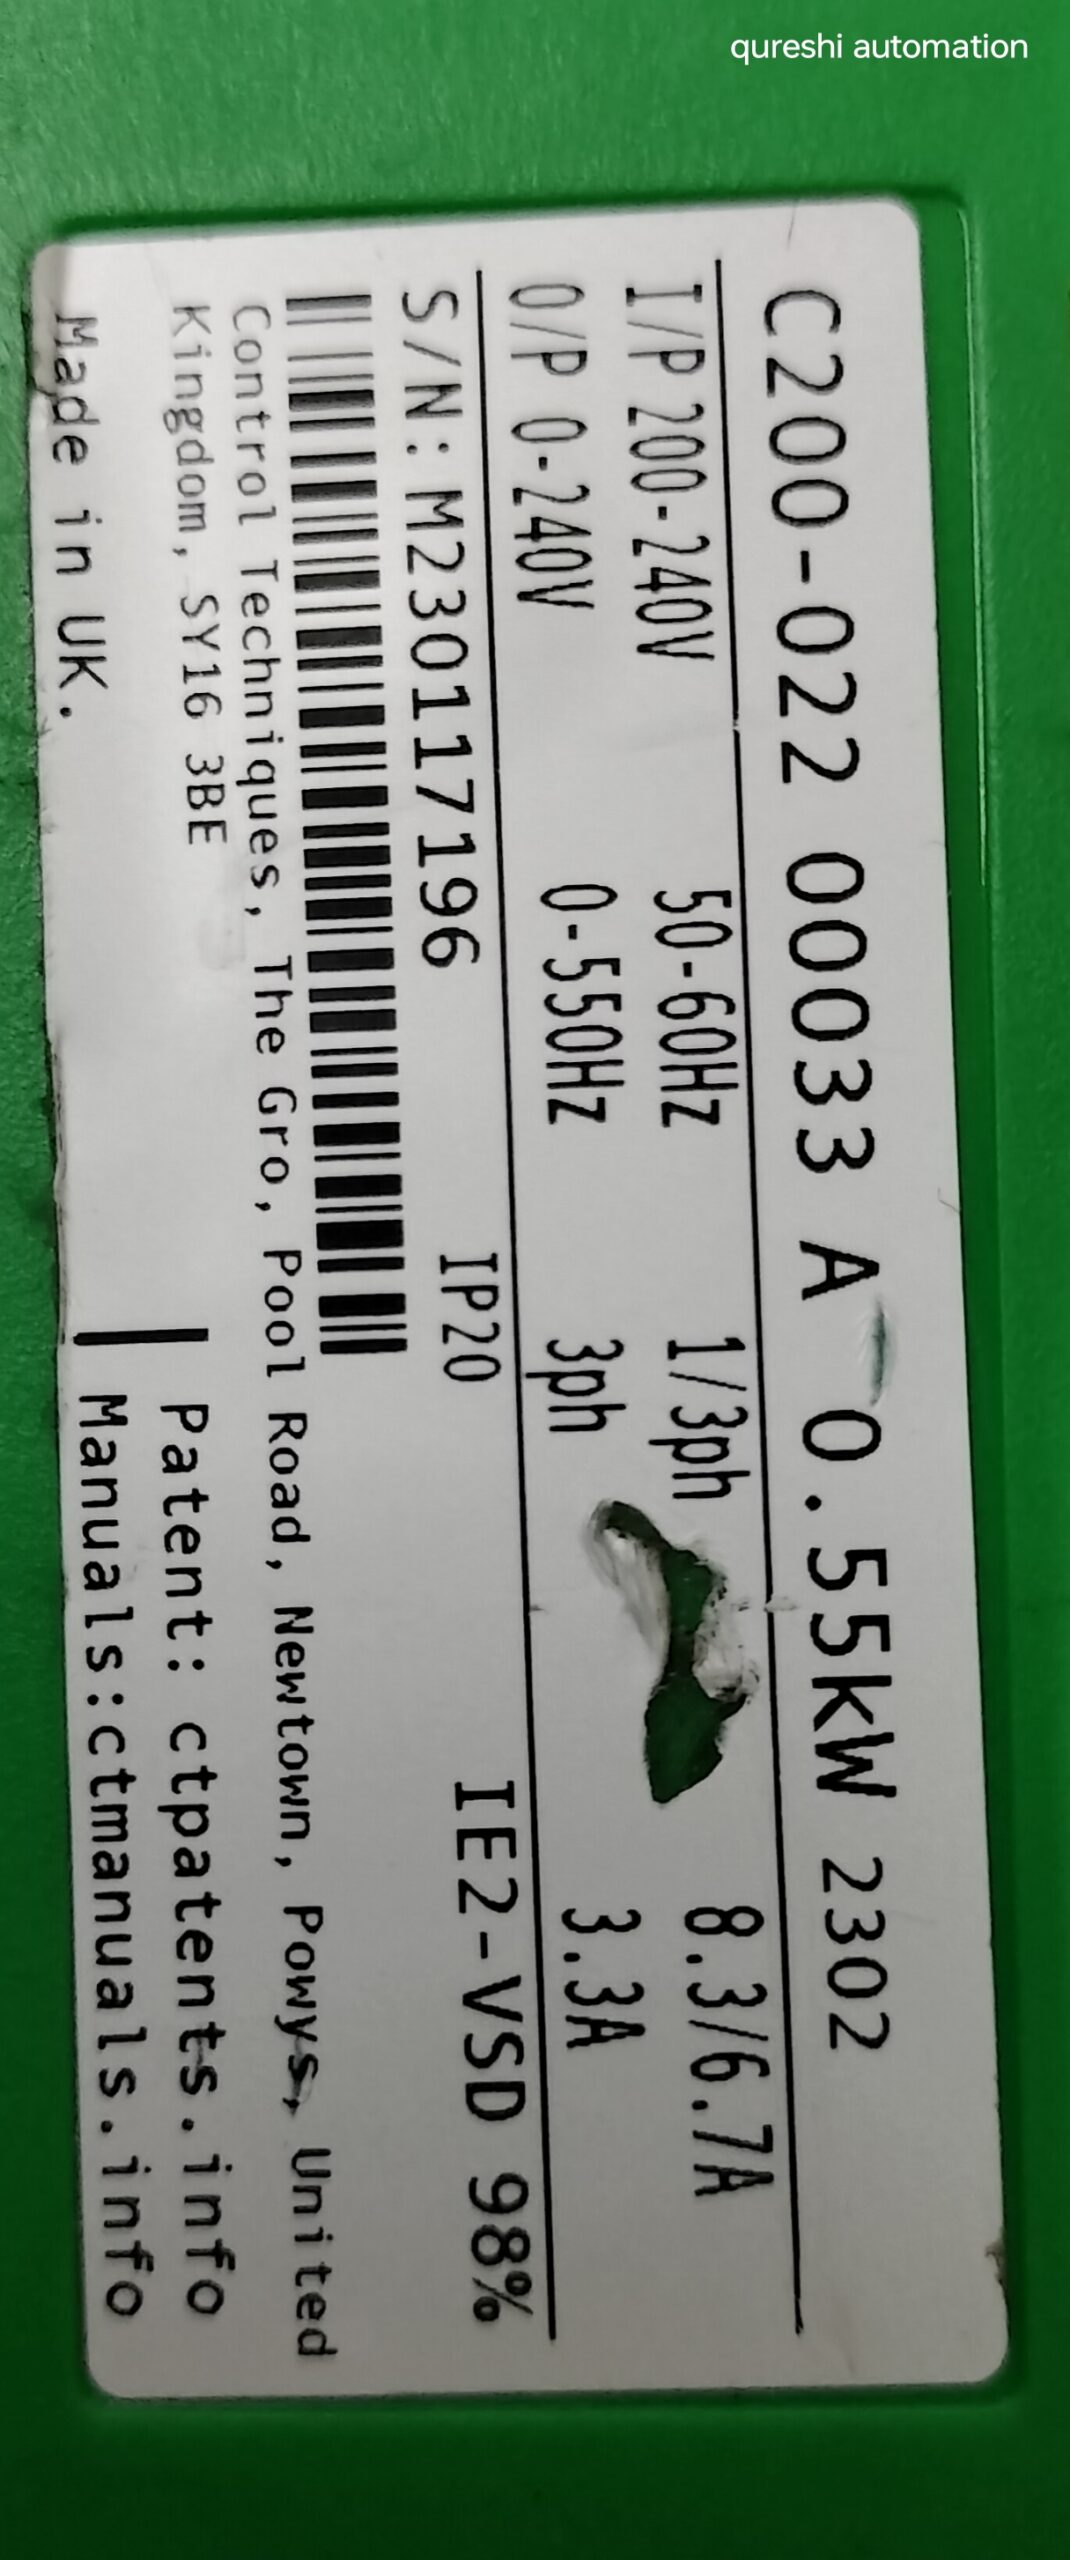 qureshi automation
C200-022 00033 A 0.55kW 2302
I/P 200-240V 50-60Hz 1/3ph 8.3/6.7A
O/P 0-240V 0-550Hz 3ph 3.3A
S/N: M230117196 IP20 IE2-VSD 98%
Control Techniques, The Gro, Pool Road, Newtown, Powys, United
Kingdom, SY16 3BE
Patent: ctpatents.info
Made in UK.
Manuals:ctmanuals.info